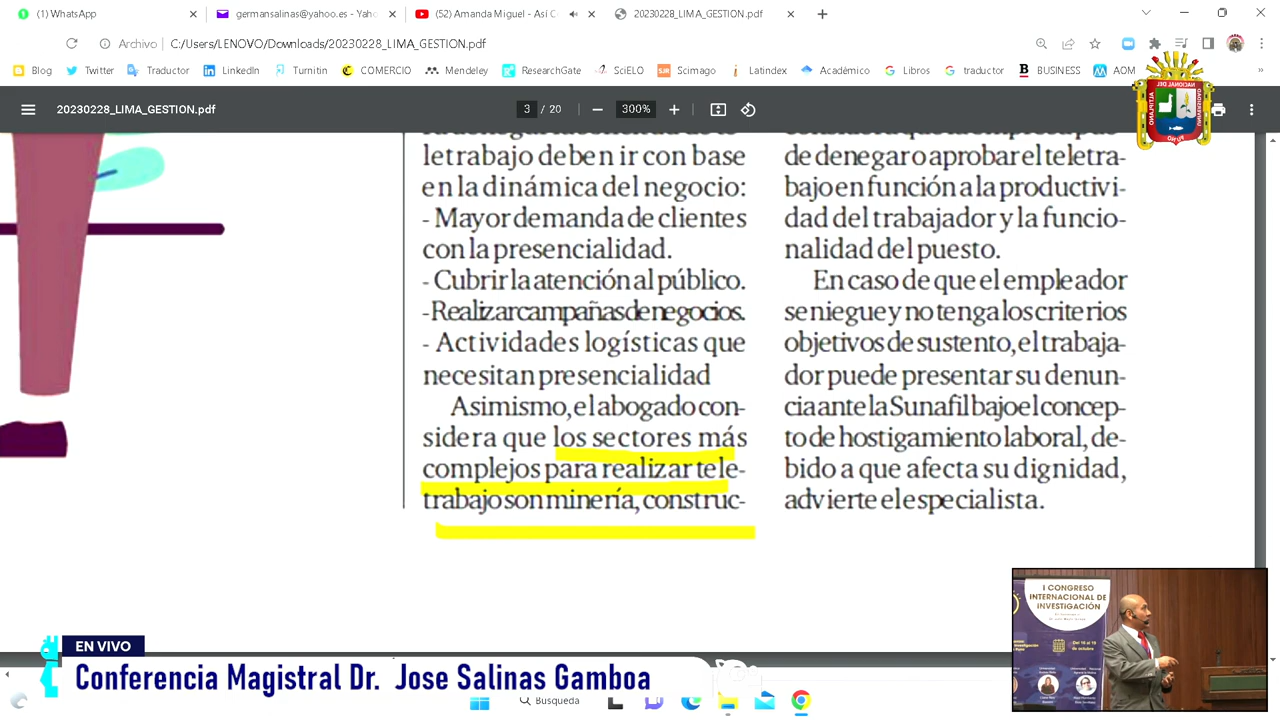 (1) WhatsApp
germansalinas@yahoo.es - Yaho
(52) Amanda Miguel - Así C
20230228_LIMA_GESTION.pdf
Archivo
C:/Users/LENOVO/Downloads/20230228_LIMA_GESTION.pdf
Blog
Twitter
Traductor
LinkedIn
Turnitin
COMERCIO
Mendeley
ResearchGate
SciELO
Scimago
Latindex
Académico
Libros
traductor
BUSINESS
AOM
»
20230228_LIMA_GESTION.pdf
3 / 20
300%
letrabajo deben ir con base
en la dinámica del negocio:
- Mayor demanda de clientes
con la presencialidad.
- Cubrir la atención al público.
- Realizar campañas de negocios.
- Actividades logísticas que
necesitan presencialidad
Asimismo, el abogado con-
sidera que los sectores más
complejos para realizar tele-
trabajo son minería, construc-
de denegar o aprobar el teletra-
bajo en función a la productivi-
dad del trabajador y la funcio-
nalidad del puesto.
En caso de que el empleador
se niegue y no tenga los criterios
objetivos de sustento, el trabaja-
dor puede presentar su denun-
cia ante la Sunafil bajo el concep-
to de hostigamiento laboral, de-
bido a que afecta su dignidad,
advierte el especialista.
I CONGRESO
INTERNACIONAL DE
INVESTIGACIÓN
EN VIVO
Conferencia Magistral Dr. Jose Salinas Gamboa
Búsqueda